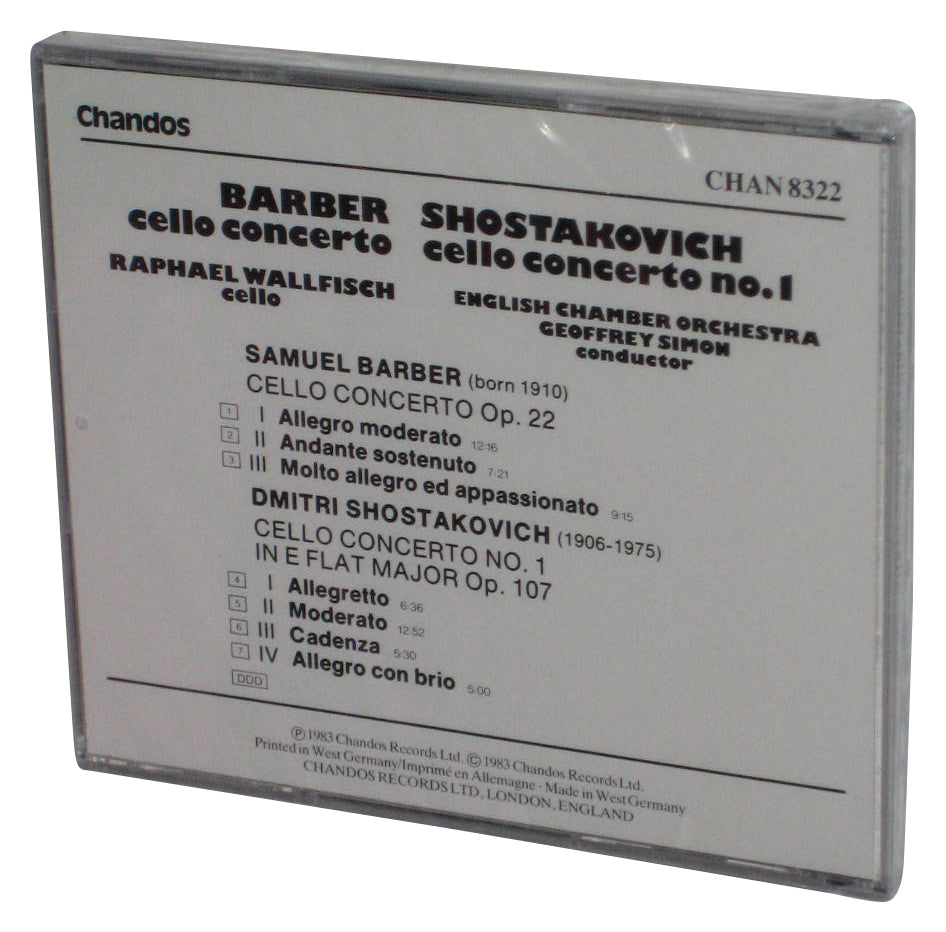 Chandos
CHAN 8322
BARBER
cello concerto
SHOSTAKOVICH
cello concerto no.1
RAPHAEL WALLFISCH
cello
ENGLISH CHAMBER ORCHESTRA
GEOFFREY SIMON
conductor
SAMUEL BARBER (born 1910)
CELLO CONCERTO Op. 22
1 I Allegro moderato 12:16
2 II Andante sostenuto 7:21
3 III Molto allegro ed appassionato 9:15
DMITRI SHOSTAKOVICH (1906-1975)
CELLO CONCERTO NO. 1
IN E FLAT MAJOR Op. 107
4 I Allegretto 6:36
5 II Moderato 12:52
6 III Cadenza 5:30
7 IV Allegro con brio 5:00
DDD
℗ 1983 Chandos Records Ltd. © 1983 Chandos Records Ltd.
Printed in West Germany/Imprimé en Allemagne · Made in West Germany
CHANDOS RECORDS LTD., LONDON, ENGLAND